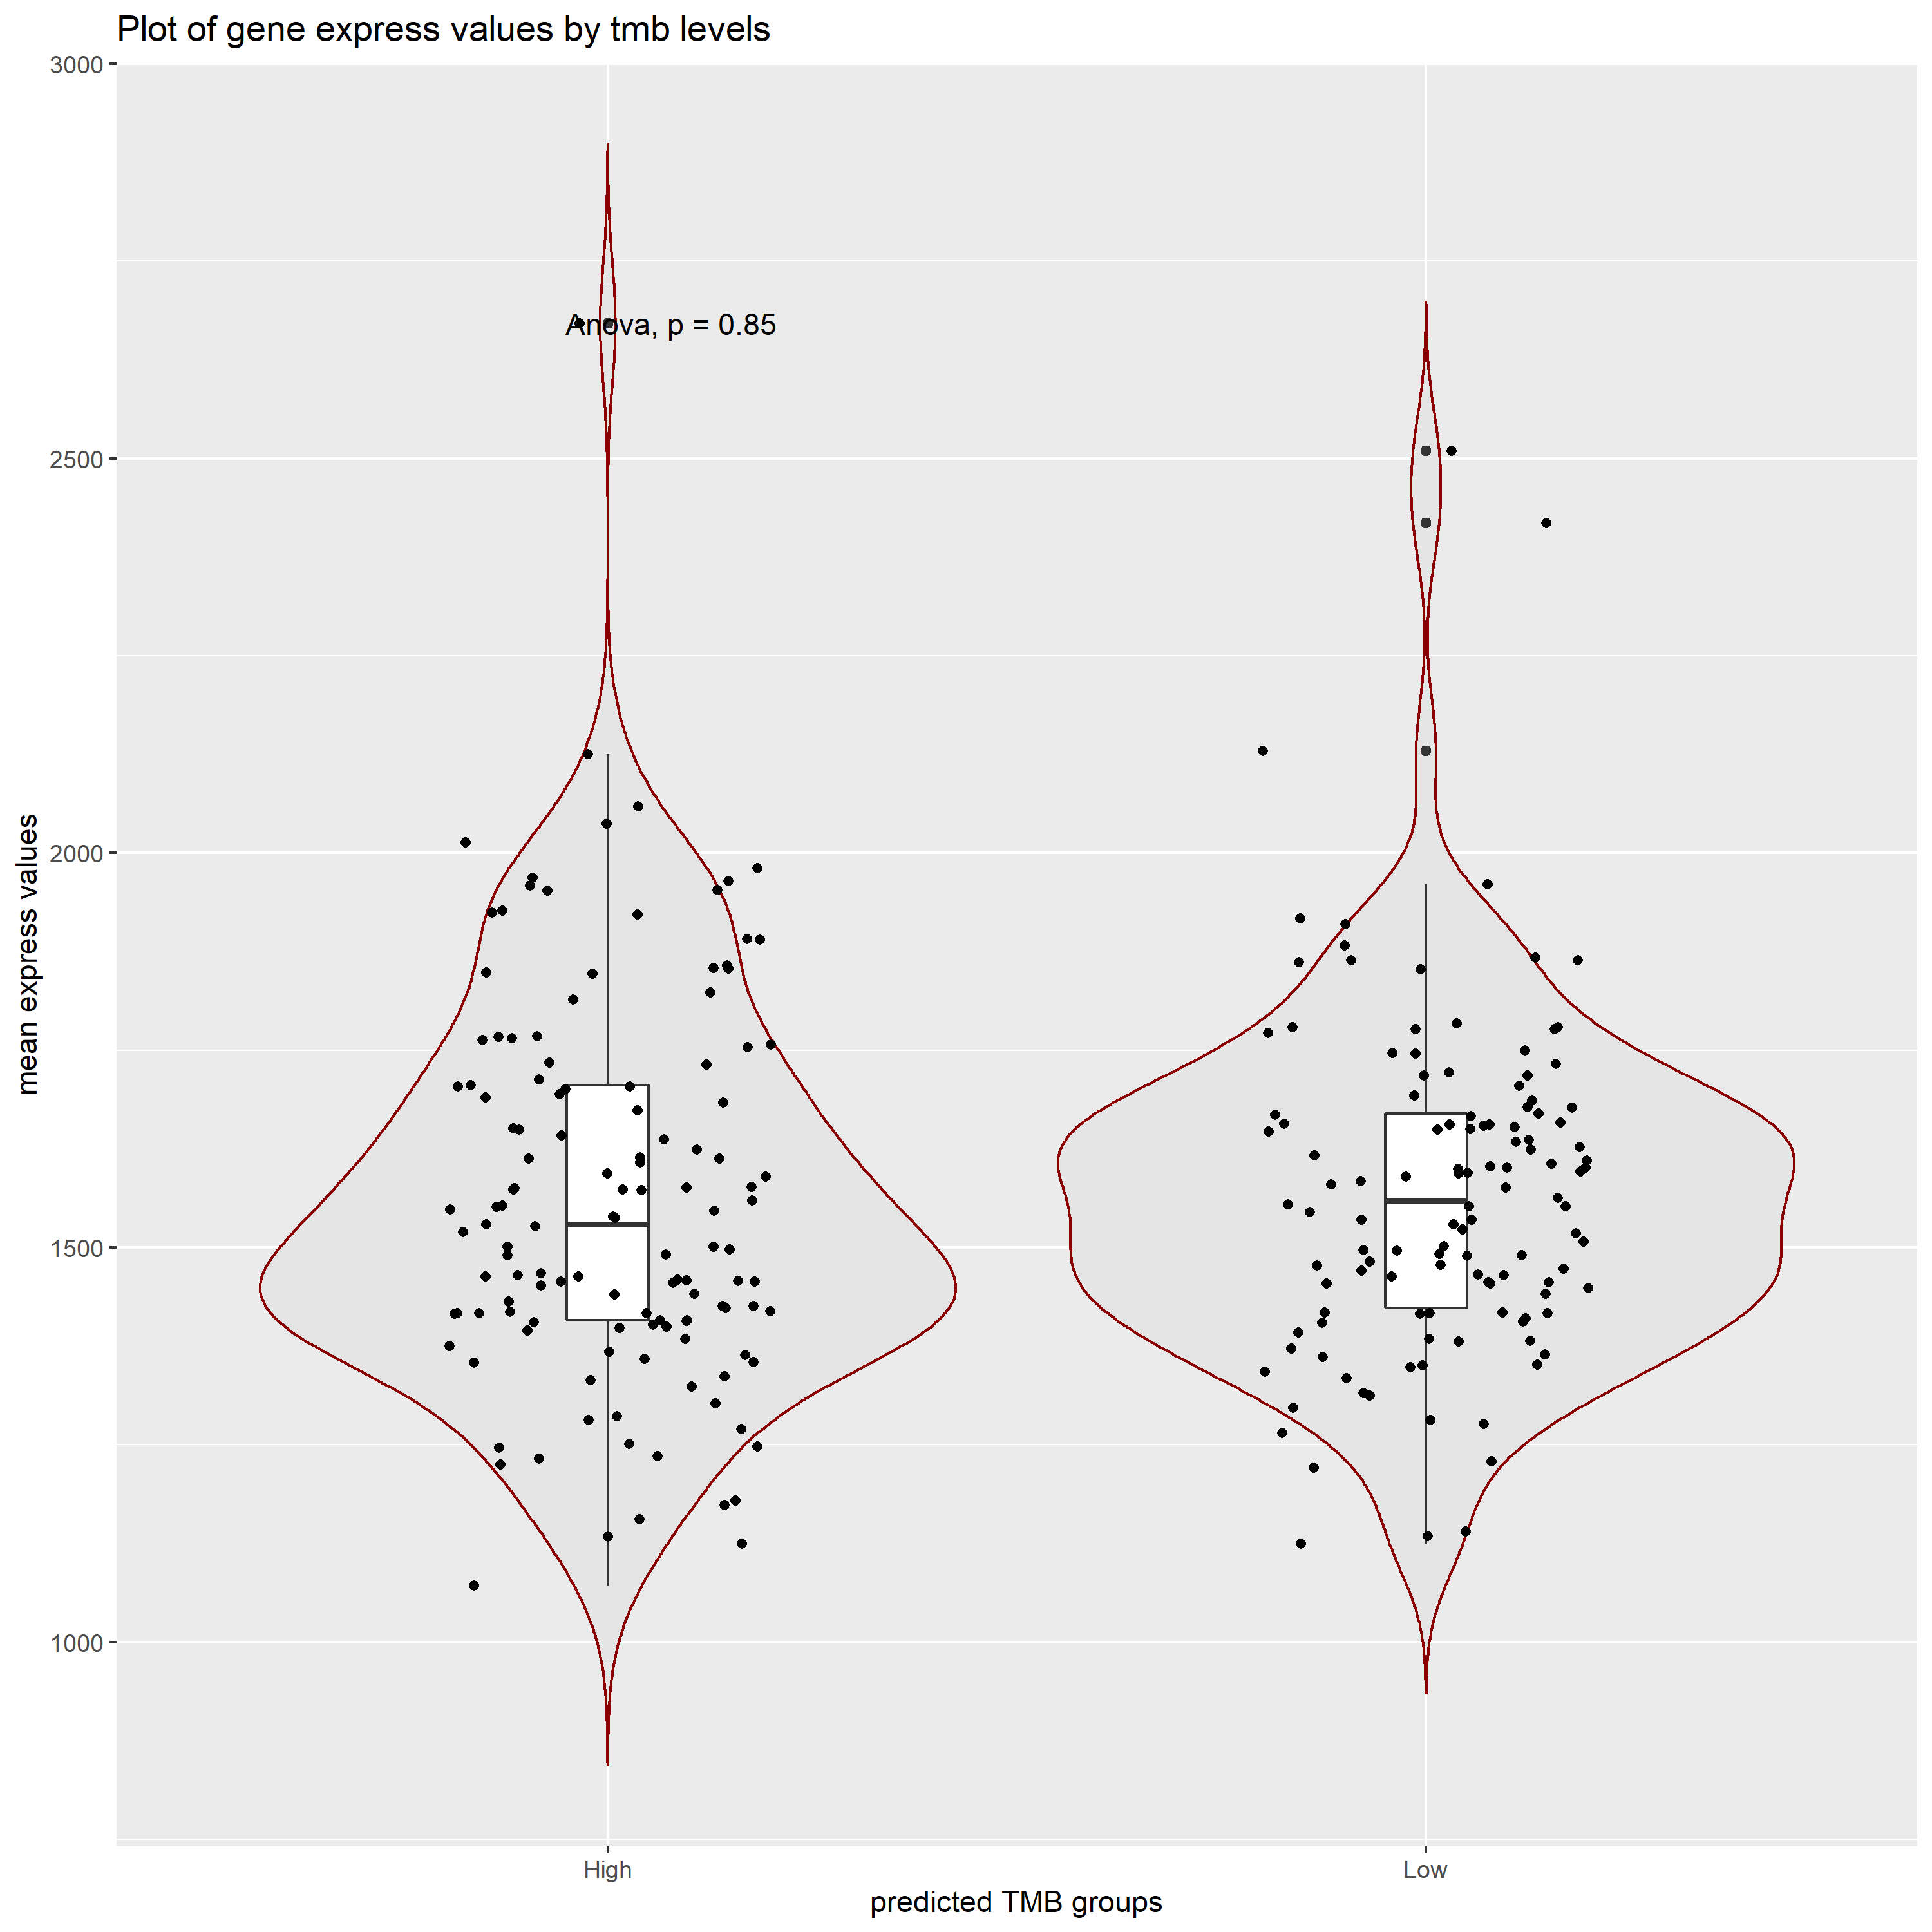 Plot of gene express values by tmb levels
3000
2500
2000
1500
1000
mean express values
Anova, p = 0.85
High
Low
predicted TMB groups